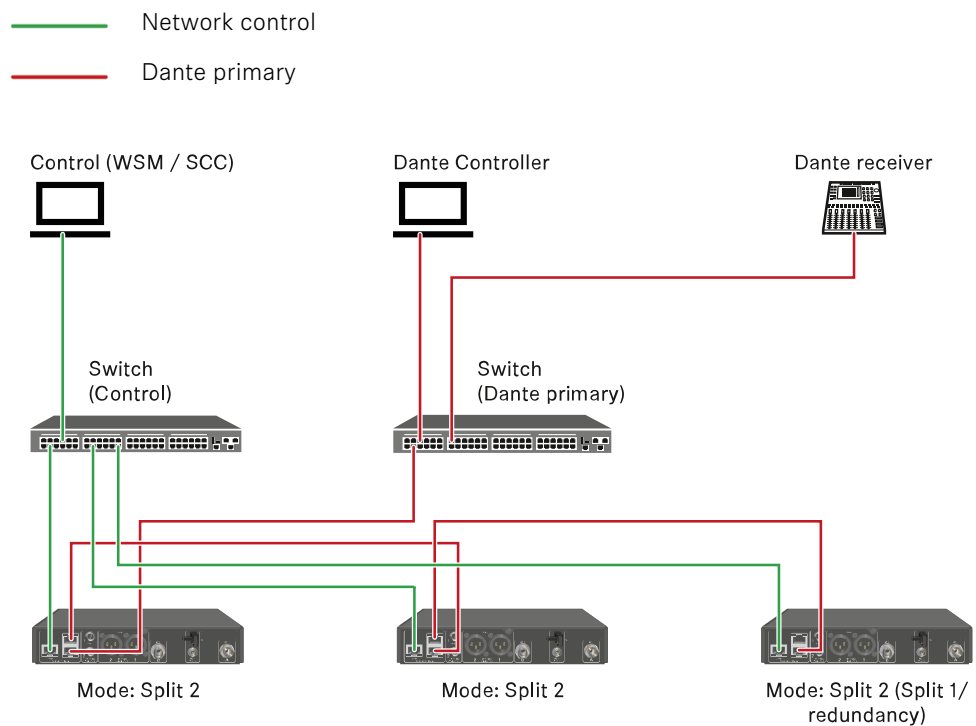 Network control
Dante primary
Control (WSM / SCC)
Dante Controller
Dante receiver
Switch
(Control)
Switch
(Dante primary)
Mode: Split 2
Mode: Split 2
Mode: Split 2 (Split 1/
redundancy)